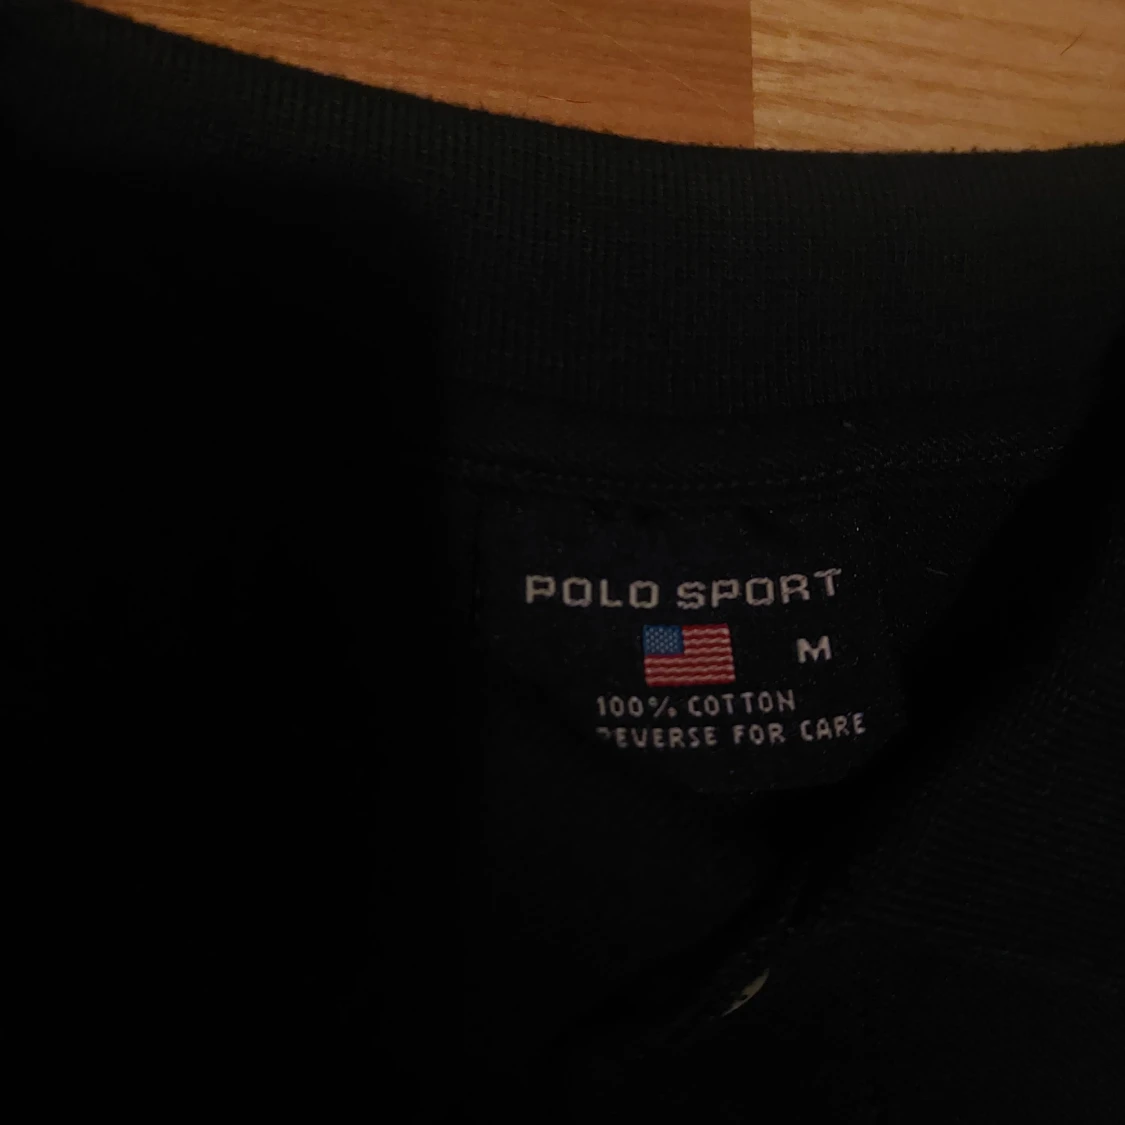 POLO SPORT
M
100% COTTON
REVERSE FOR CARE